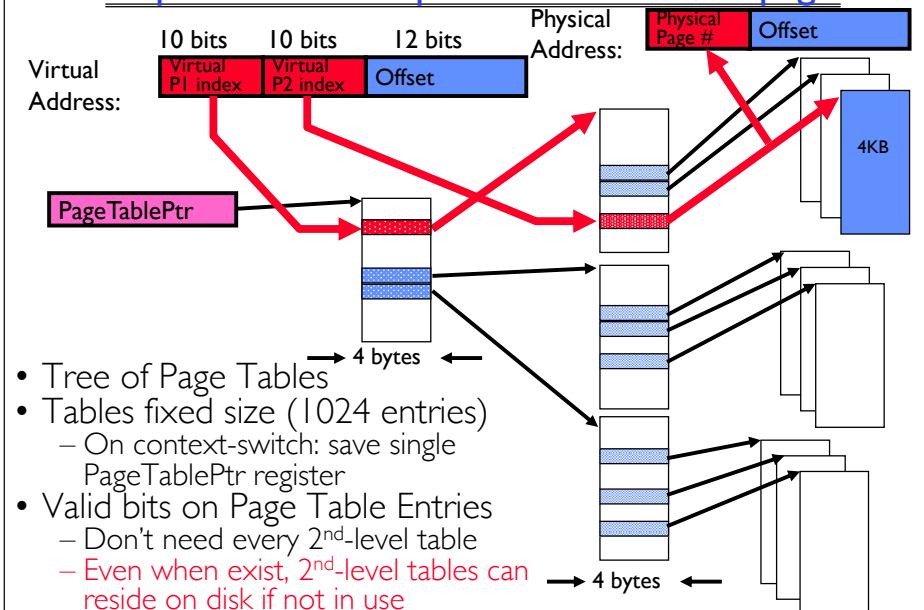 Physical
Address:
Physical
Page #
Offset
10 bits
10 bits
12 bits
Virtual
Address:
Virtual
P1 index
Virtual
P2 index
Offset
4KB
PageTablePtr
4 bytes
• Tree of Page Tables
• Tables fixed size (1024 entries)
– On context-switch: save single
PageTablePtr register
• Valid bits on Page Table Entries
– Don't need every 2nd-level table
– Even when exist, 2nd-level tables can
reside on disk if not in use
4 bytes